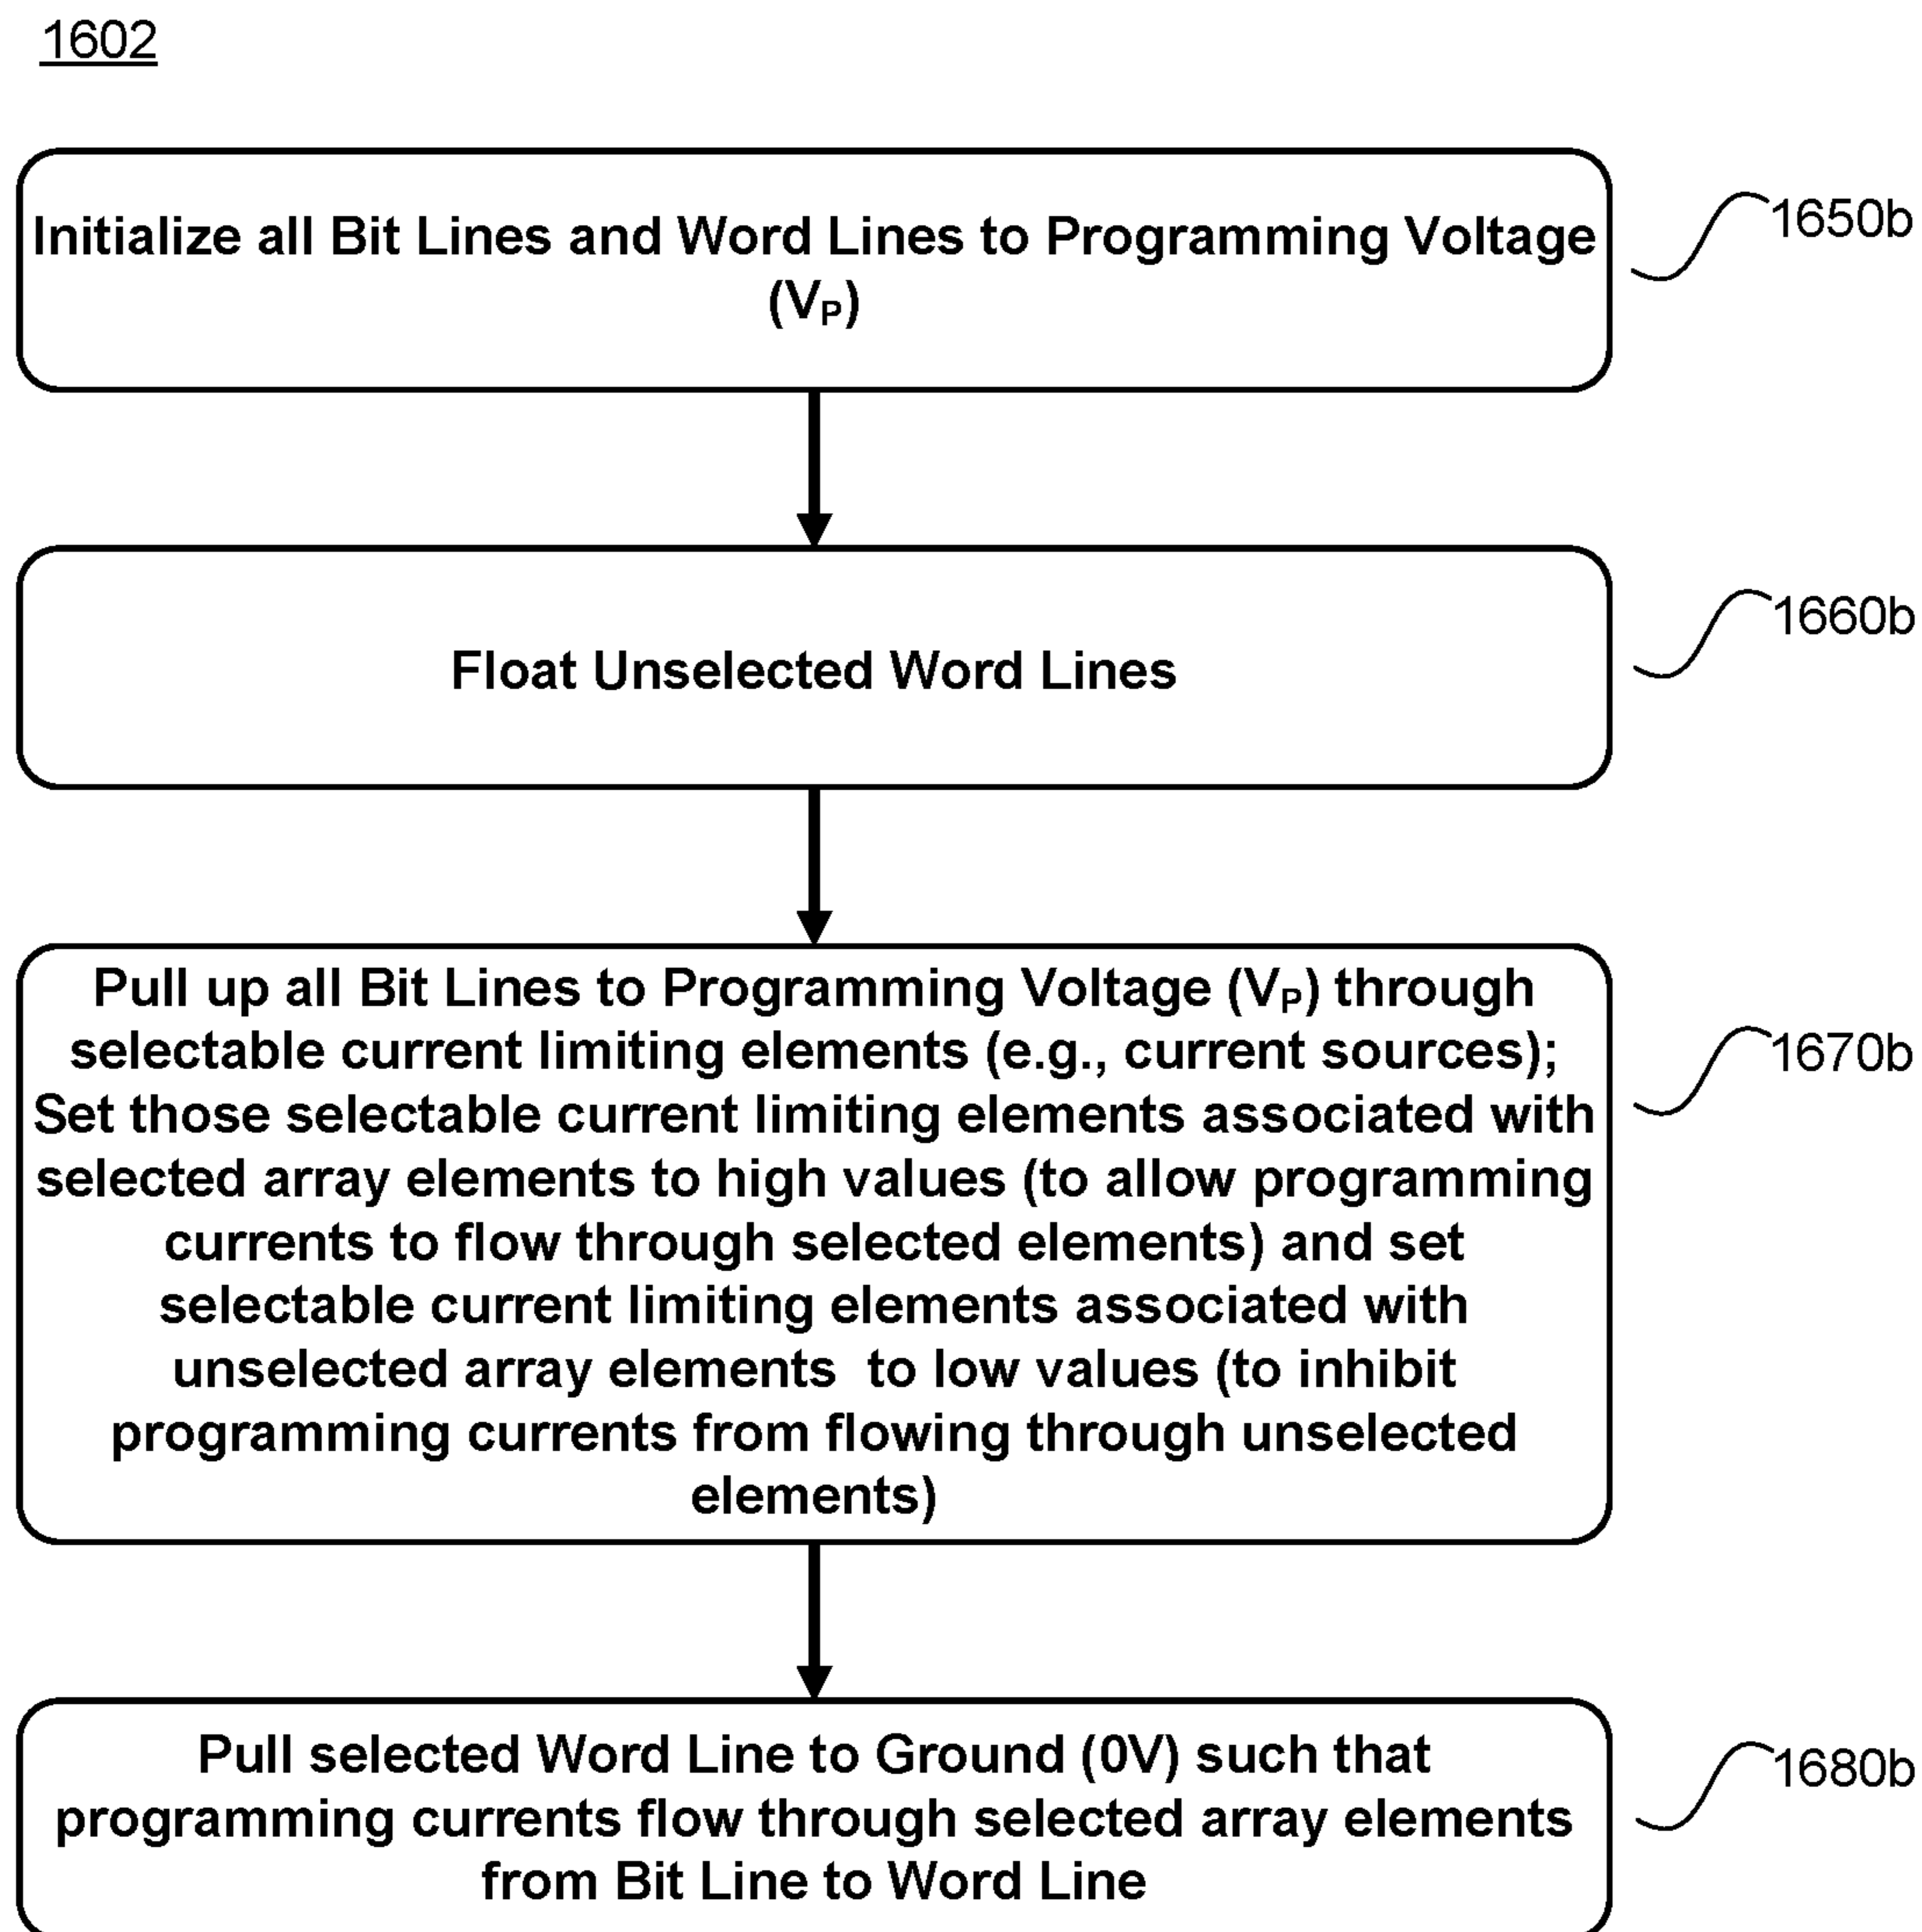 1602
Initialize all Bit Lines and Word Lines to Programming Voltage
(VP)
1650b
Float Unselected Word Lines
1660b
Pull up all Bit Lines to Programming Voltage (VP) through
selectable current limiting elements (e.g., current sources);
Set those selectable current limiting elements associated with
selected array elements to high values (to allow programming
currents to flow through selected elements) and set
selectable current limiting elements associated with
unselected array elements  to low values (to inhibit
programming currents from flowing through unselected
elements)
1670b
Pull selected Word Line to Ground (0V) such that
programming currents flow through selected array elements
from Bit Line to Word Line
1680b